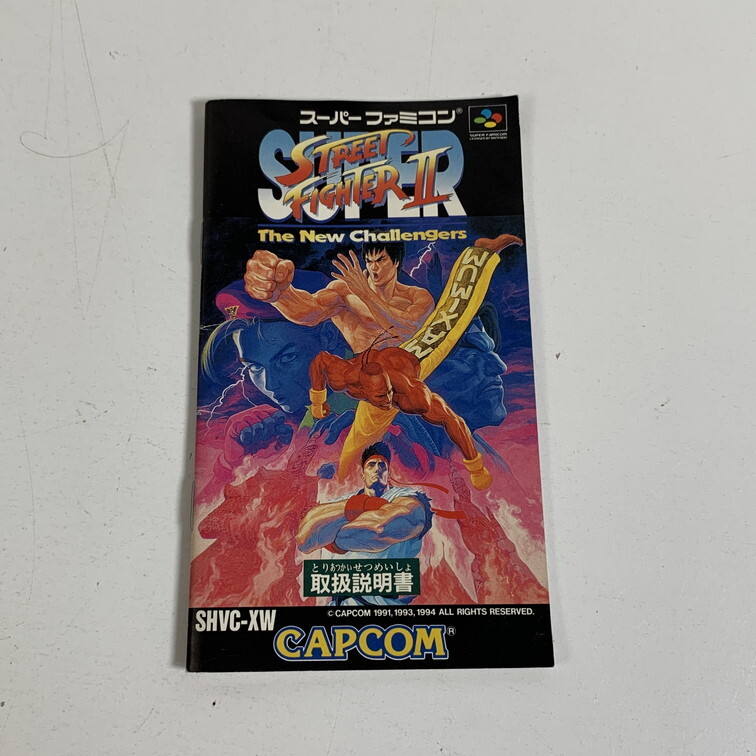 スーパーファミコン®
SUPER FAMICOM
SUPER
STREET
FIGHTER II
The New Challengers
とりあつかいせつめいしょ
取扱説明書
SHVC-XW
© CAPCOM 1991,1993,1994 ALL RIGHTS RESERVED.
CAPCOM®